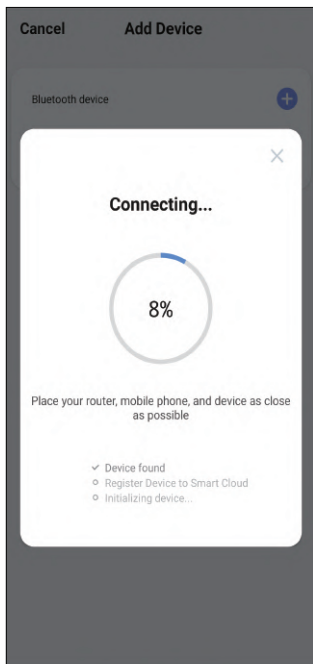 Cancel Add Device
Bluetooth device
Connecting...
8%
Place your router, mobile phone, and device as close
as possible
Device found
Register Device to Smart Cloud
Initializing device...